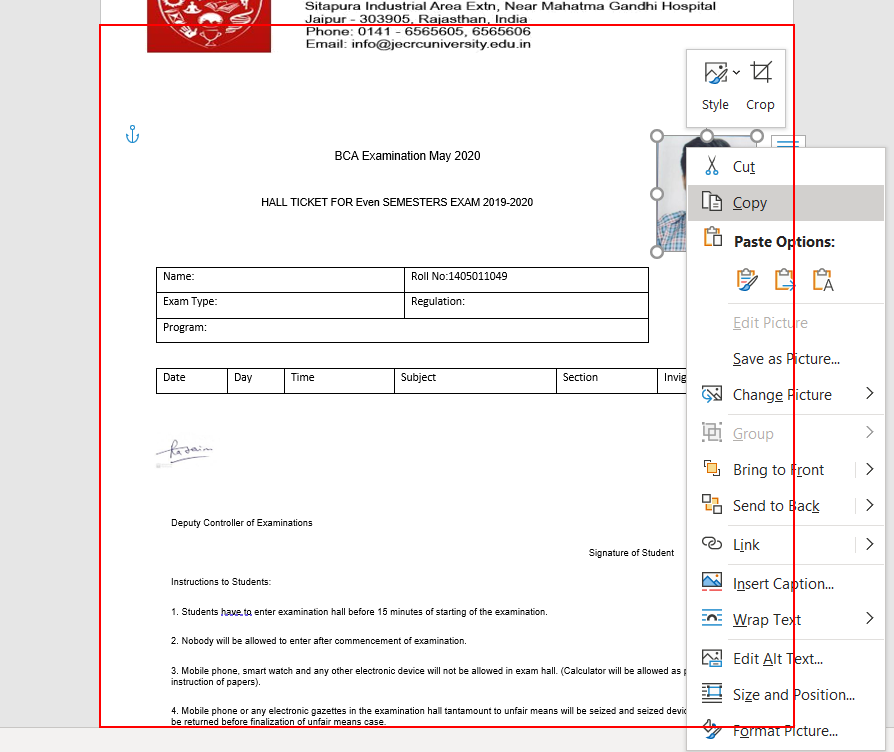 Sitapura Industrial Area Extn, Near Mahatma Gandhi Hospital
Jaipur - 303905, Rajasthan, India
Phone: 0141 - 6565605, 6565606
Email: info@jecrcuniversity.edu.in
Style Crop
BCA Examination May 2020
HALL TICKET FOR Even SEMESTERS EXAM 2019-2020
Name: Roll No:1405011049
Exam Type: Regulation:
Program:
Date Day Time Subject Section Invig
Deputy Controller of Examinations
Signature of Student
Instructions to Students:
1. Students have to enter examination hall before 15 minutes of starting of the examination.
2. Nobody will be allowed to enter after commencement of examination.
3. Mobile phone, smart watch and any other electronic device will not be allowed in exam hall. (Calculator will be allowed as p
instruction of papers).
4. Mobile phone or any electronic gazettes in the examination hall tantamount to unfair means will be seized and seized devic
be returned before finalization of unfair means case.
Cut
Copy
Paste Options:
Edit Picture
Save as Picture...
Change Picture
Group
Bring to Front
Send to Back
Link
Insert Caption...
Wrap Text
Edit Alt Text...
Size and Position...
Format Picture...